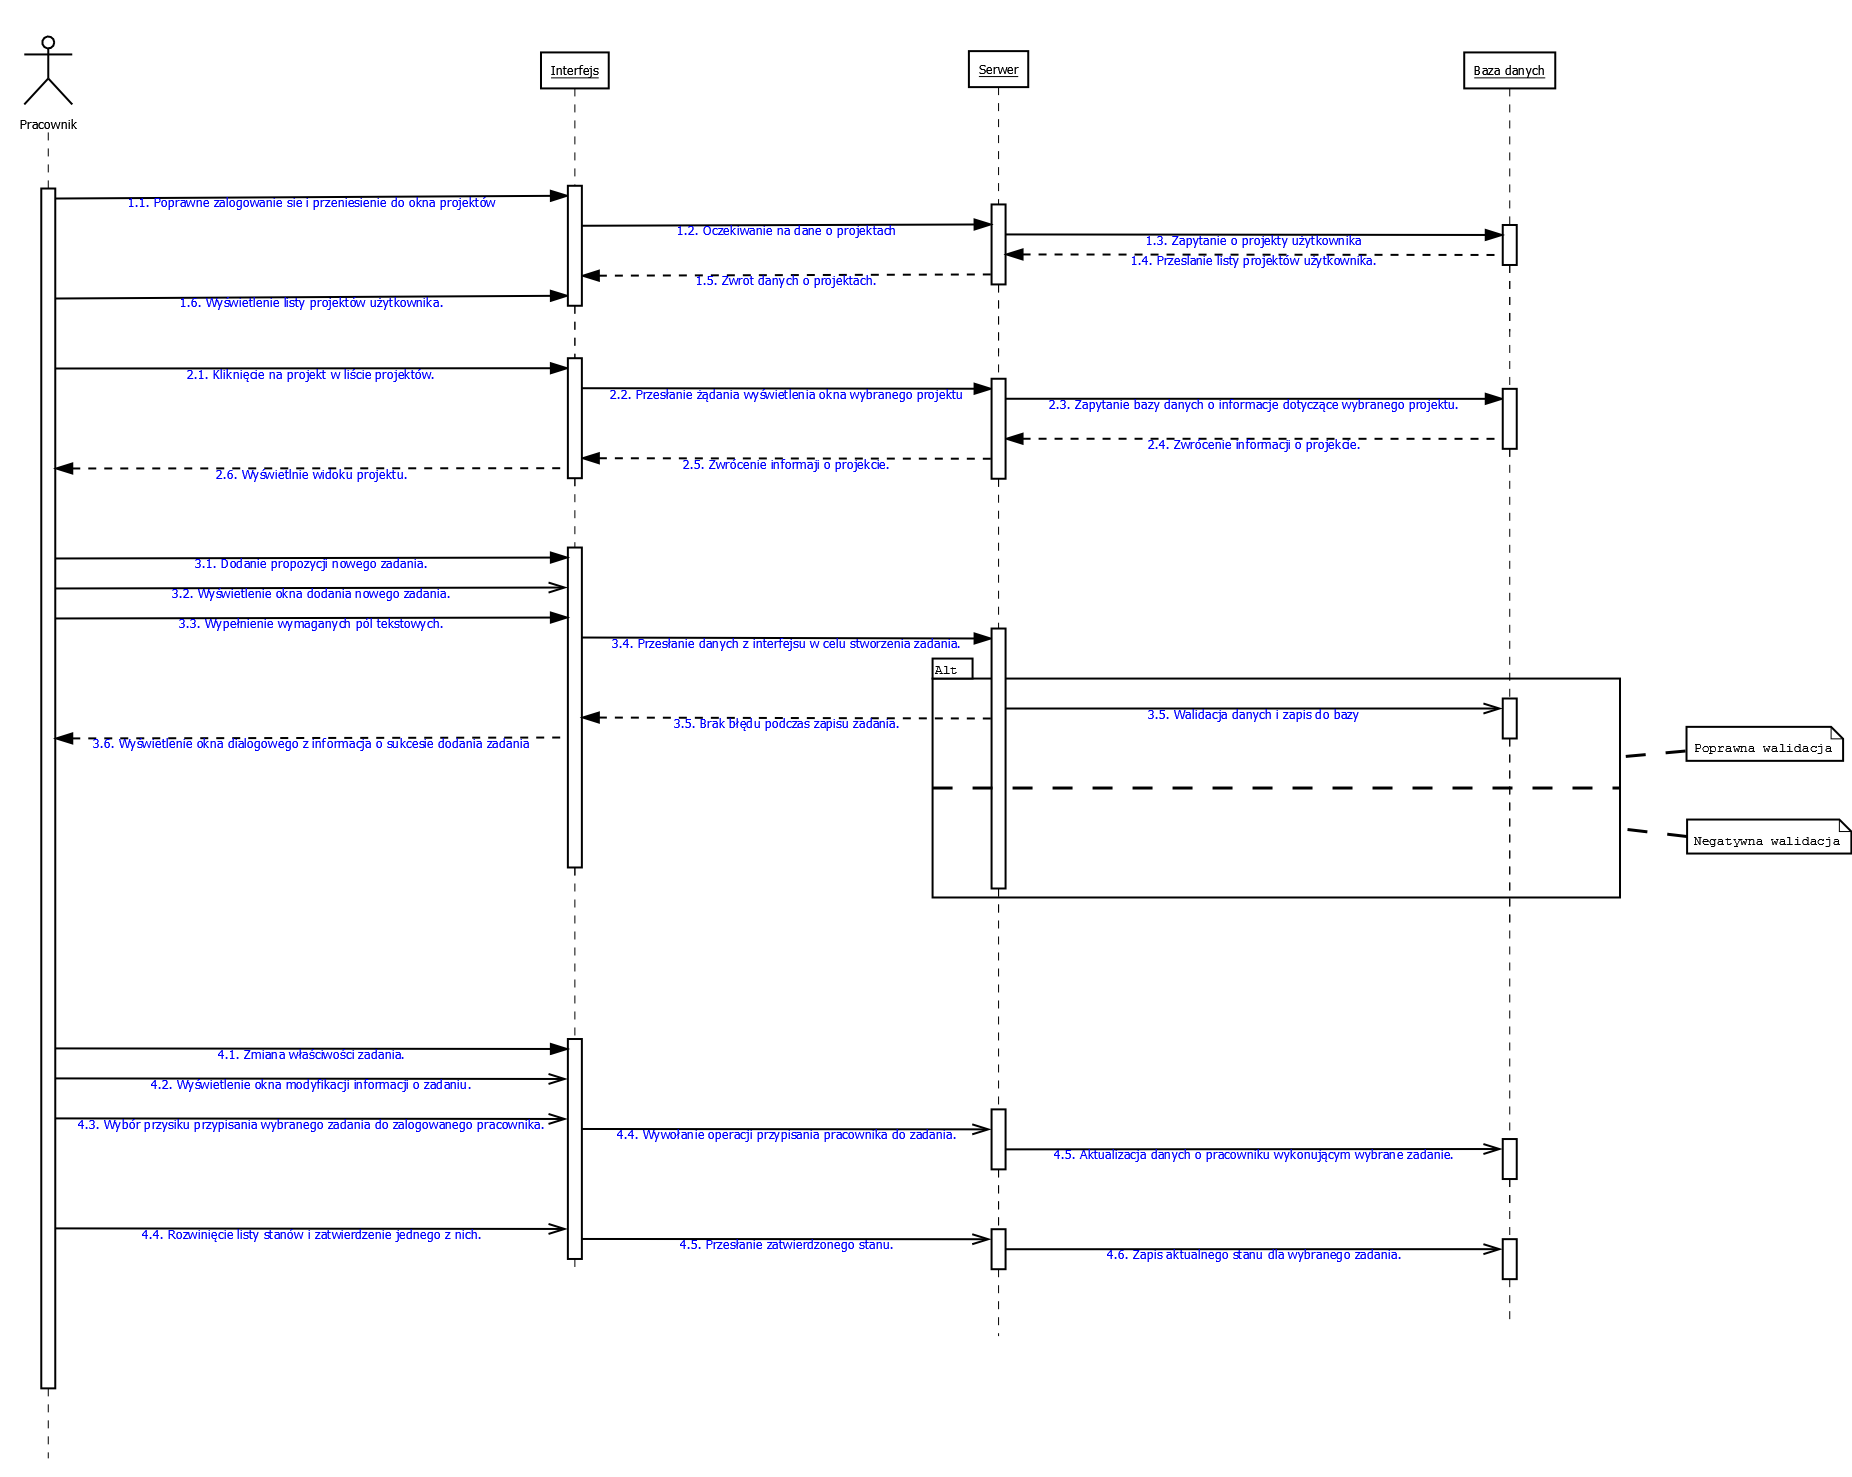 Pracownik
Interfejs
Serwer
Baza danych
1.1. Poprawne zalogowanie sie i przeniesienie do okna projektów
1.2. Oczekiwanie na dane o projektach
1.3. Zapytanie o projekty użytkownika
1.4. Przesłanie listy projektów użytkownika.
1.5. Zwrot danych o projektach.
1.6. Wyświetlenie listy projektów użytkownika.
2.1. Kliknięcie na projekt w liście projektów.
2.2. Przesłanie żądania wyświetlenia okna wybranego projektu
2.3. Zapytanie bazy danych o informacje dotyczące wybranego projektu.
2.4. Zwrócenie informacji o projekcie.
2.5. Zwrócenie informaji o projekcie.
2.6. Wyświetlnie widoku projektu.
3.1. Dodanie propozycji nowego zadania.
3.2. Wyświetlenie okna dodania nowego zadania.
3.3. Wypełnienie wymaganych pól tekstowych.
3.4. Przesłanie danych z interfejsu w celu stworzenia zadania.
Alt
3.5. Walidacja danych i zapis do bazy
3.5. Brak błędu podczas zapisu zadania.
3.6. Wyświetlenie okna dialogowego z informacja o sukcesie dodania zadania
Poprawna walidacja
Negatywna walidacja
4.1. Zmiana właściwości zadania.
4.2. Wyświetlenie okna modyfikacji informacji o zadaniu.
4.3. Wybór przysiku przypisania wybranego zadania do zalogowanego pracownika.
4.4. Wywołanie operacji przypisania pracownika do zadania.
4.5. Aktualizacja danych o pracowniku wykonującym wybrane zadanie.
4.4. Rozwinięcie listy stanów i zatwierdzenie jednego z nich.
4.5. Przesłanie zatwierdzonego stanu.
4.6. Zapis aktualnego stanu dla wybranego zadania.